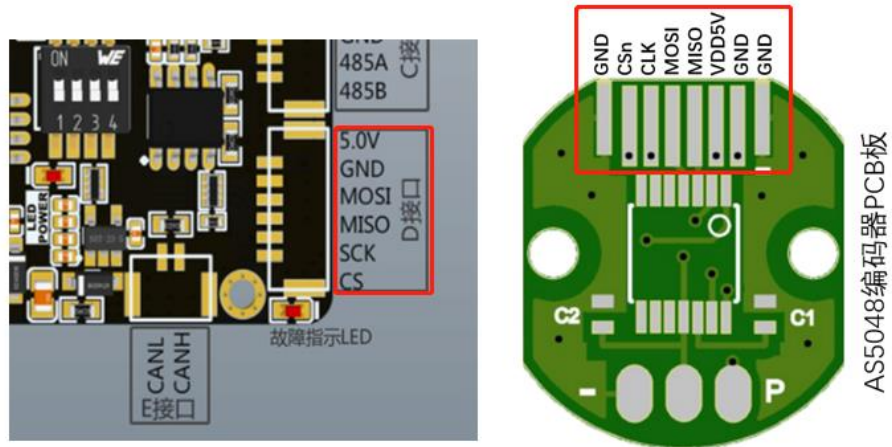 ON
WE
1 2 3 4
LED
POWER
GND
485A
485B
C接口
5.0V
GND
MOSI
MISO
SCK
CS
D接口
故障指示LED
CANL
CANH
E接口
GND
CSn
CLK
MOSI
MISO
VDD5V
GND
GND
C2
C1
-
P
AS5048编码器PCB板